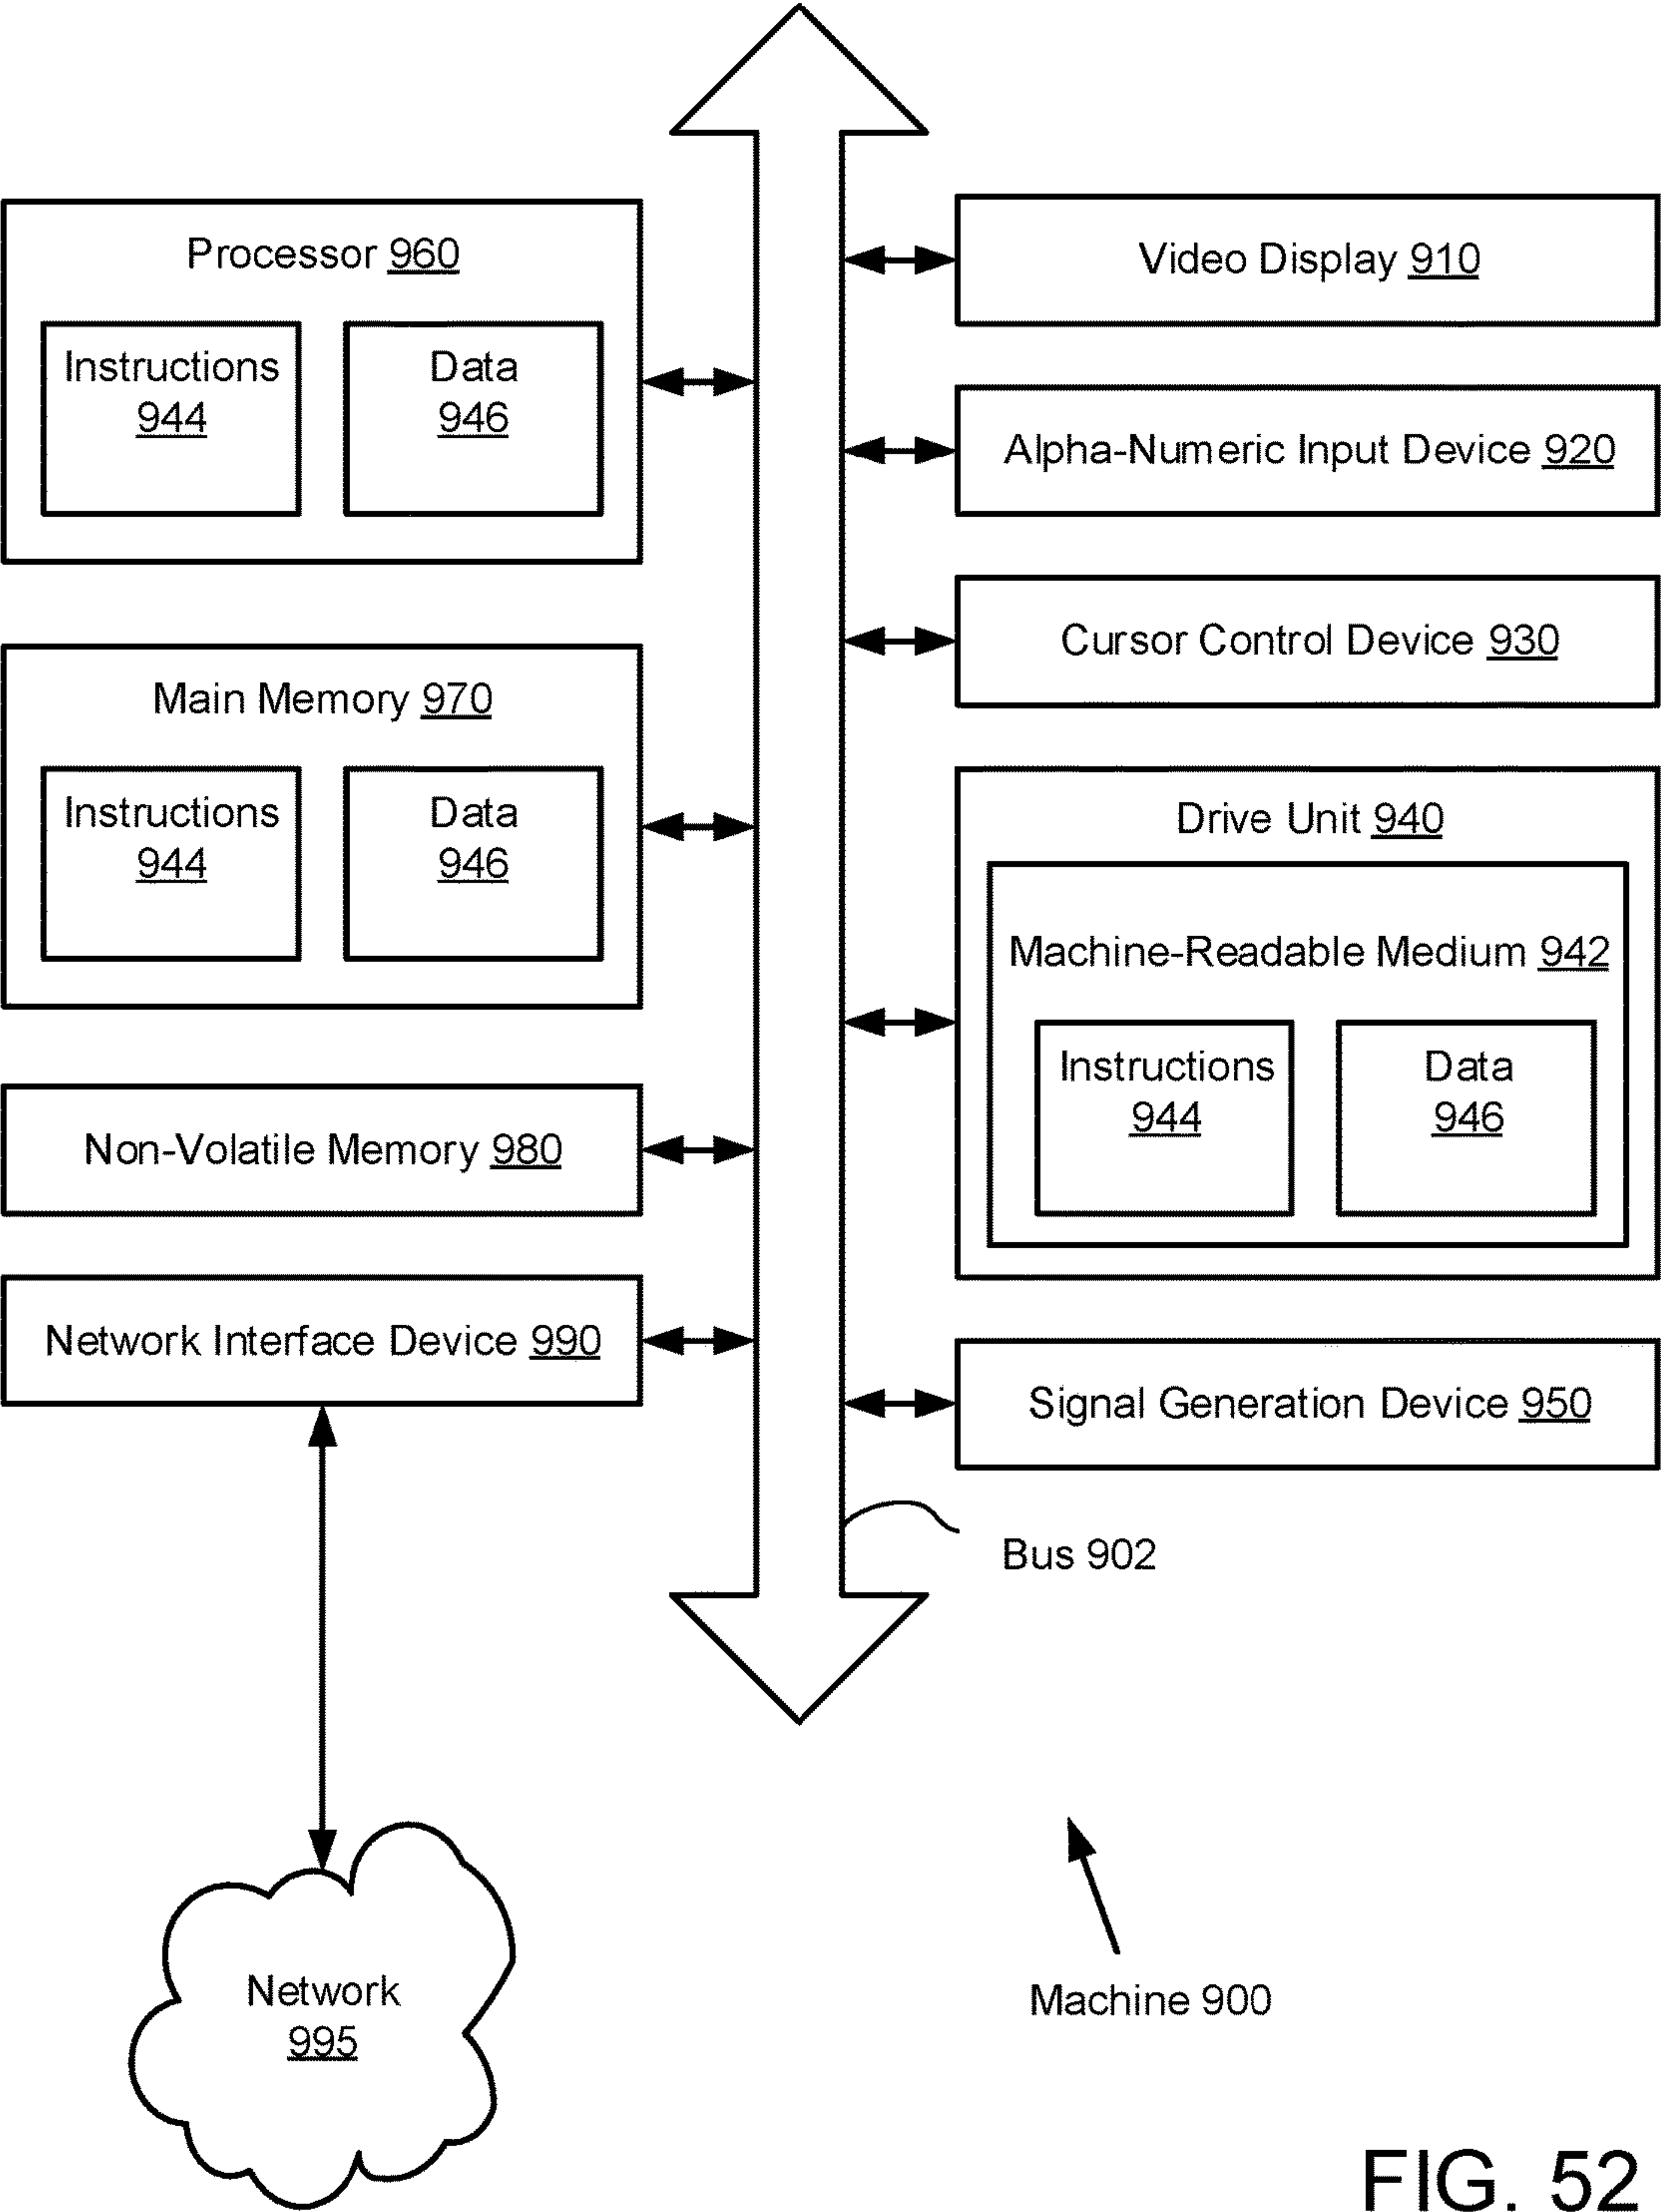 Processor 960
Instructions
944
Data
946
Main Memory 970
Instructions
944
Data
946
Non-Volatile Memory 980
Network Interface Device 990
Network
995
Video Display 910
Alpha-Numeric Input Device 920
Cursor Control Device 930
Drive Unit 940
Machine-Readable Medium 942
Instructions
944
Data
946
Signal Generation Device 950
Bus 902
Machine 900
FIG. 52